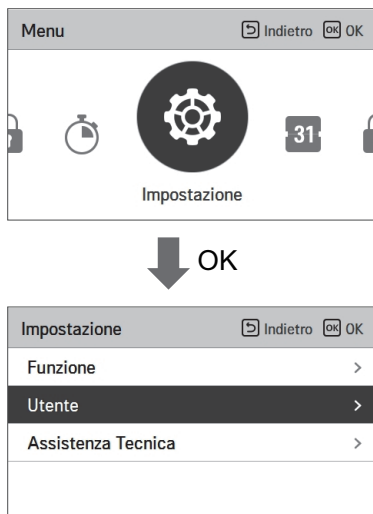 Menu Indietro OK OK
31
Impostazione
OK
Impostazione Indietro OK OK
Funzione >
Utente >
Assistenza Tecnica >